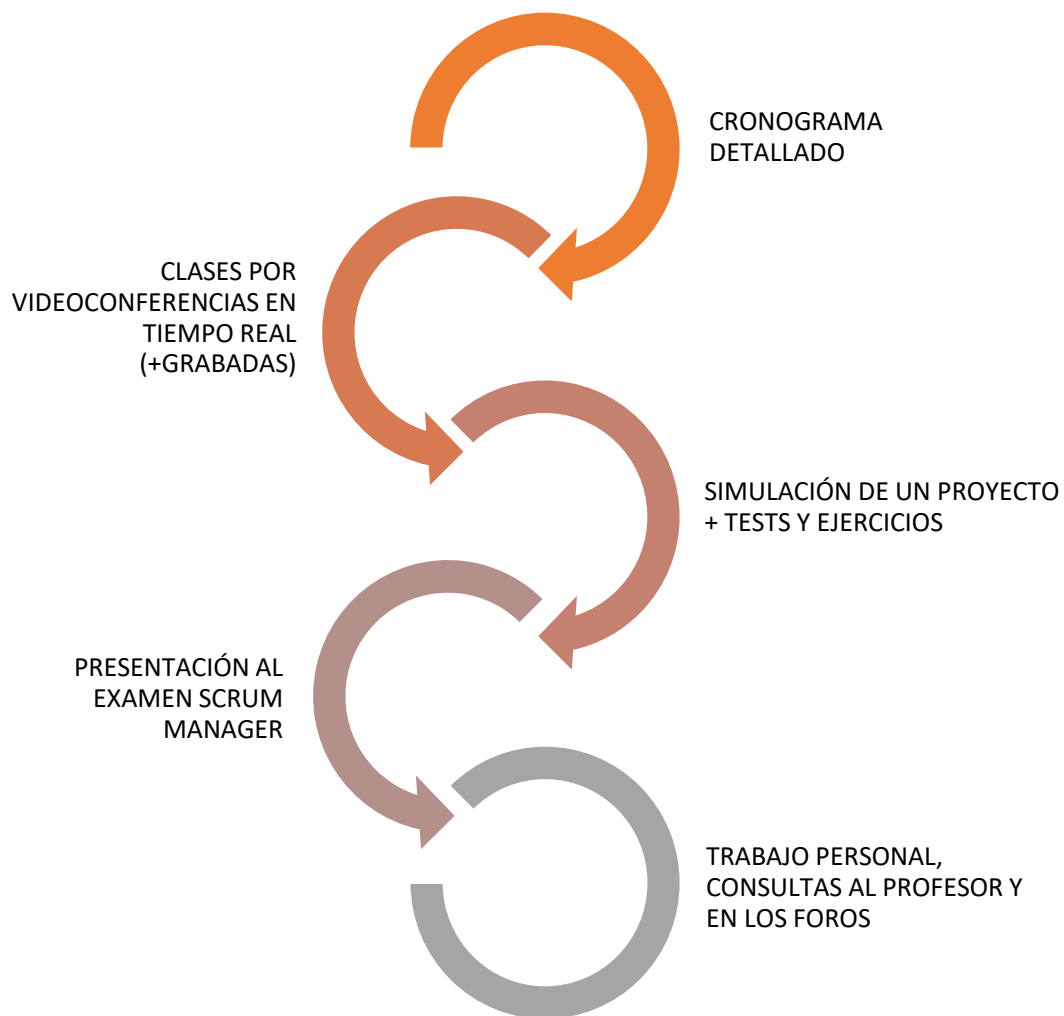 CRONOGRAMA
DETALLADO
CLASES POR
VIDEOCONFERENCIAS EN
TIEMPO REAL
(+GRABADAS)
SIMULACIÓN DE UN PROYECTO
+ TESTS Y EJERCICIOS
PRESENTACIÓN AL
EXAMEN SCRUM
MANAGER
TRABAJO PERSONAL,
CONSULTAS AL PROFESOR Y
EN LOS FOROS